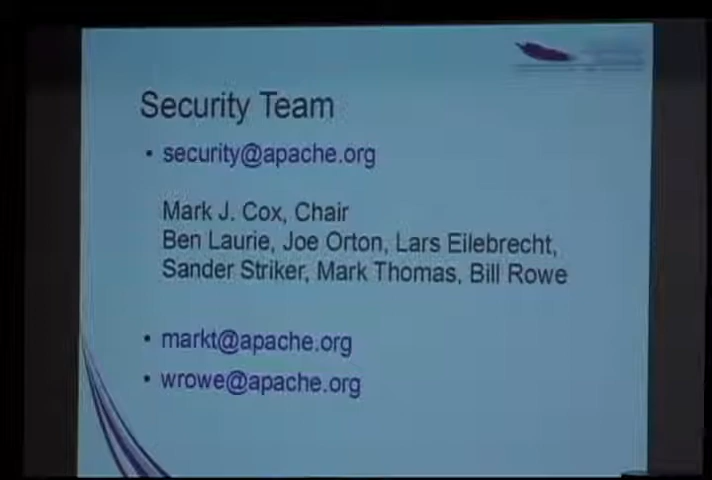 Security Team
• security@apache.org
Mark J. Cox, Chair
Ben Laurie, Joe Orton, Lars Eilebrecht,
Sander Striker, Mark Thomas, Bill Rowe
• markt@apache.org
• wrowe@apache.org